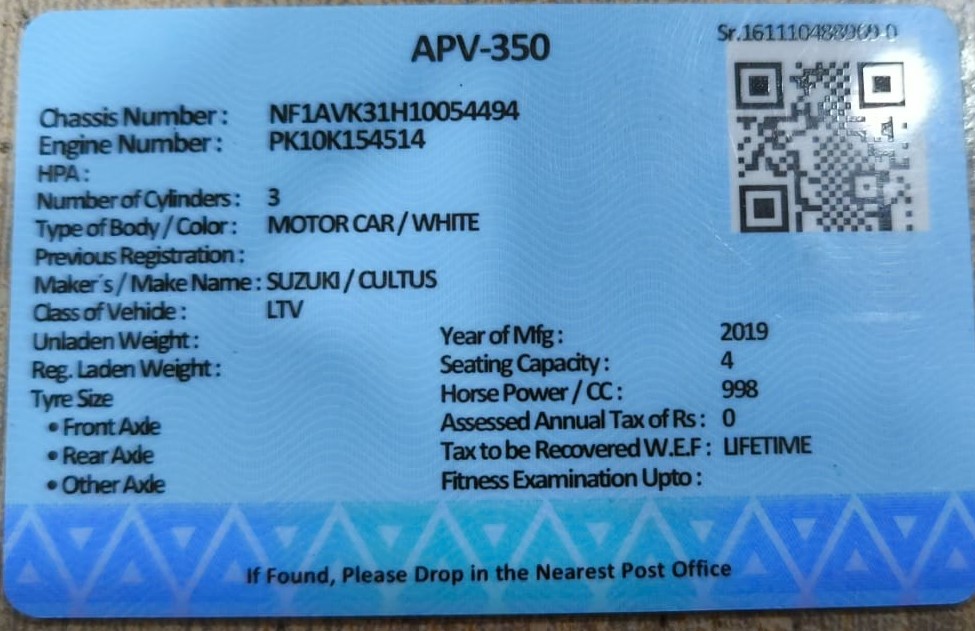 APV-350
Chassis Number : NF1AVK31H10054494
Engine Number : PK10K154514
HPA :
Number of Cylinders : 3
Type of Body / Color : MOTOR CAR / WHITE
Previous Registration :
Maker´s / Make Name : SUZUKI / CULTUS
Class of Vehicle : LTV
Unladen Weight :
Reg. Laden Weight :
Tyre Size
• Front Axle
• Rear Axle
• Other Axle
Year of Mfg : 2019
Seating Capacity : 4
Horse Power / CC : 998
Assessed Annual Tax of Rs : 0
Tax to be Recovered W.E.F : LIFETIME
Fitness Examination Upto :
If Found, Please Drop in the Nearest Post Office